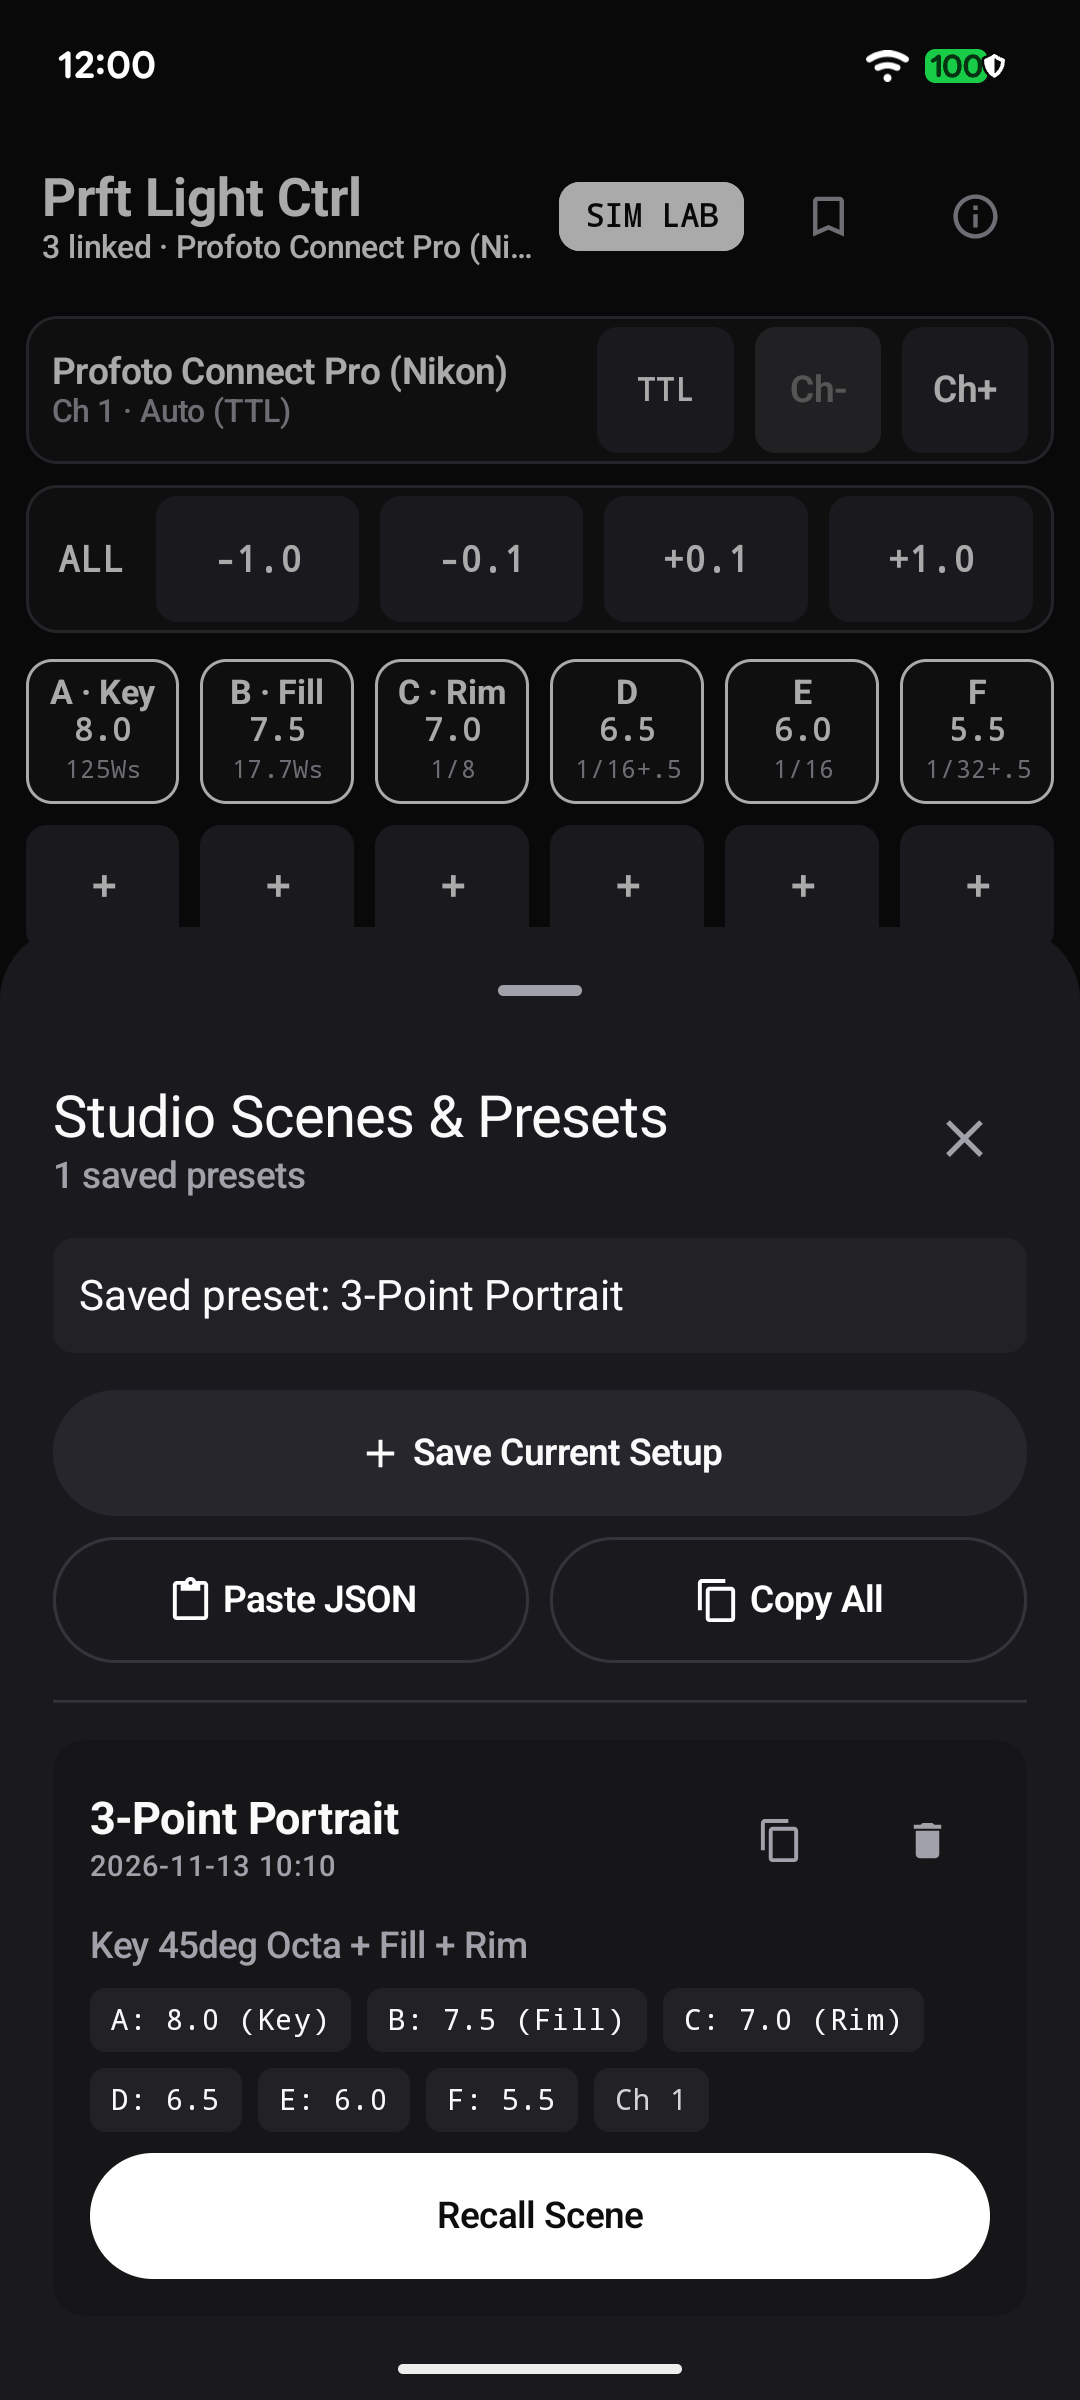 12:00
100
Prft Light Ctrl
3 linked · Profoto Connect Pro (Ni...
SIM LAB
Profoto Connect Pro (Nikon)
Ch 1 · Auto (TTL)
TTL
Ch-
Ch+
ALL
-1.0
-0.1
+0.1
+1.0
A · Key
8.0
125Ws
B · Fill
7.5
17.7Ws
C · Rim
7.0
1/8
D
6.5
1/16+.5
E
6.0
1/16
F
5.5
1/32+.5
+
+
+
+
+
+
Studio Scenes & Presets
1 saved presets
Saved preset: 3-Point Portrait
+ Save Current Setup
Paste JSON
Copy All
3-Point Portrait
2026-11-13 10:10
Key 45deg Octa + Fill + Rim
A: 8.0 (Key)
B: 7.5 (Fill)
C: 7.0 (Rim)
D: 6.5
E: 6.0
F: 5.5
Ch 1
Recall Scene